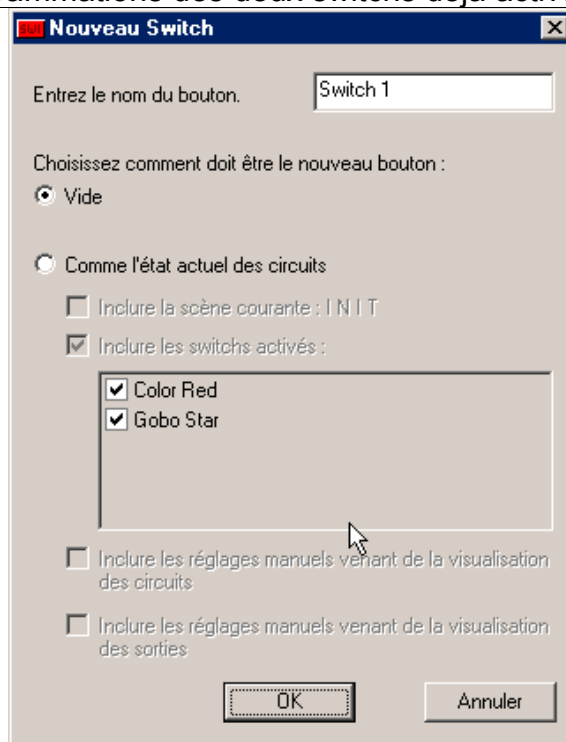 Nouveau Switch
Entrez le nom du bouton. Switch 1
Choisissez comment doit être le nouveau bouton :
Vide
Comme l'état actuel des circuits
Inclure la scène courante : I N I T
Inclure les switchs activés :
Color Red
Gobo Star
Inclure les réglages manuels venant de la visualisation
des circuits
Inclure les réglages manuels venant de la visualisation
des sorties
OK Annuler